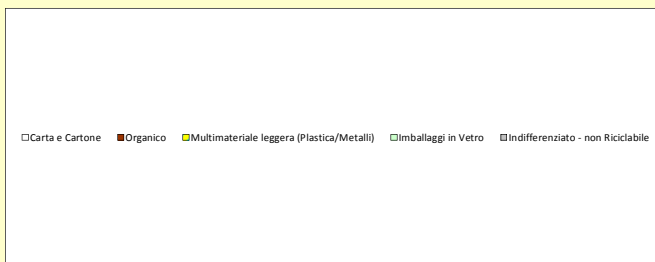 Carta e Cartone Organico Multimateriale leggera (Plastica/Metalli) Imballaggi in Vetro Indifferenziato - non Riciclabile